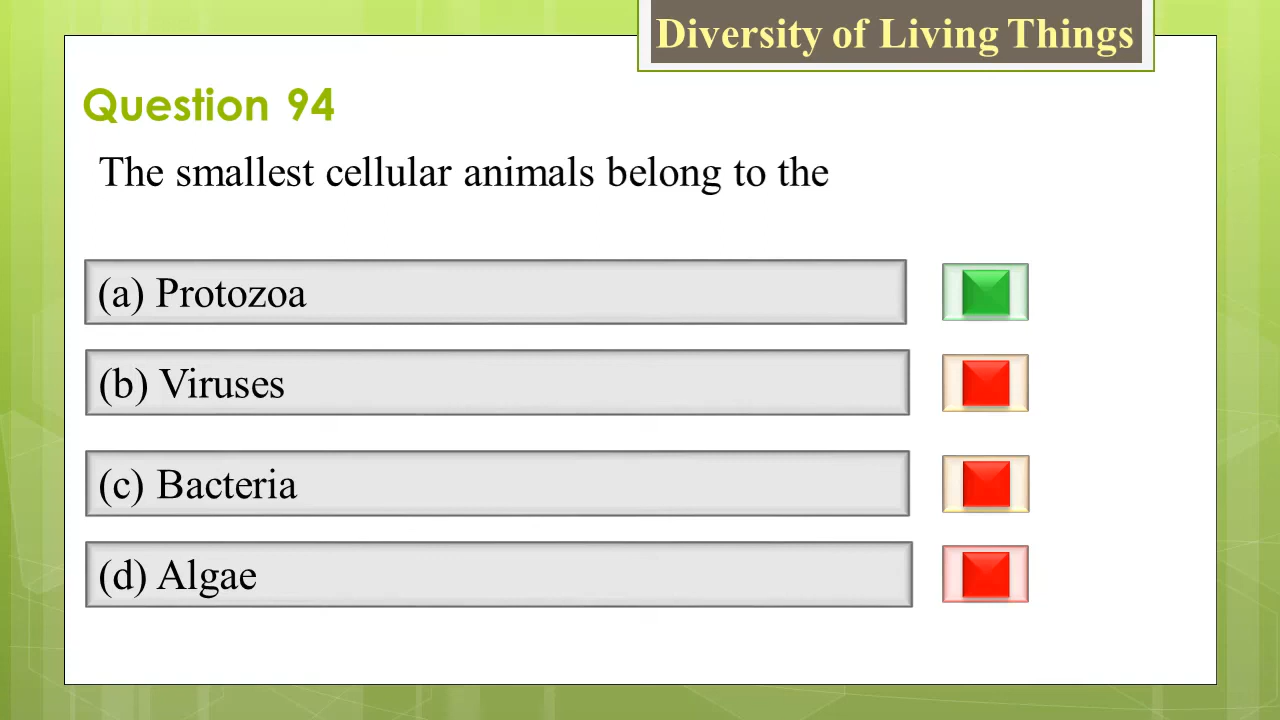 Diversity of Living Things
Question 94
The smallest cellular animals belong to the
(a) Protozoa
(b) Viruses
(c) Bacteria
(d) Algae